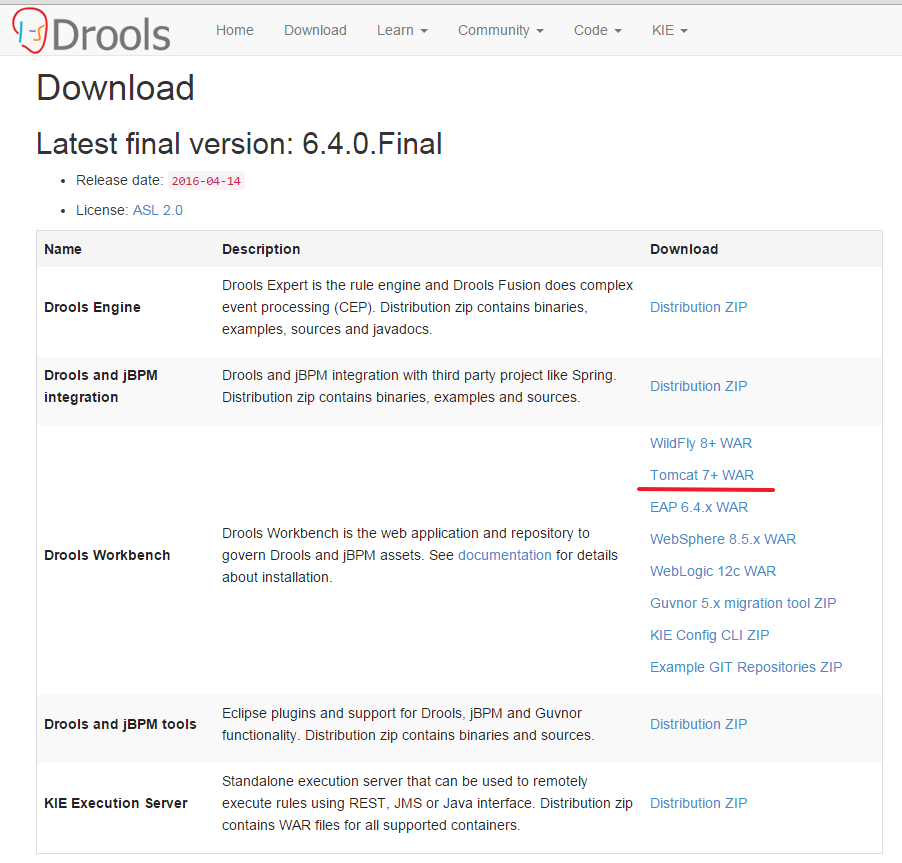 Drools
Home Download Learn Community Code KIE
Download
Latest final version: 6.4.0.Final
Release date: 2016-04-14
License: ASL 2.0
Name Description Download
Drools Engine
Drools Expert is the rule engine and Drools Fusion does complex
event processing (CEP). Distribution zip contains binaries,
examples, sources and javadocs.
Distribution ZIP
Drools and jBPM
integration
Drools and jBPM integration with third party project like Spring.
Distribution zip contains binaries, examples and sources.
Distribution ZIP
Drools Workbench
Drools Workbench is the web application and repository to
govern Drools and jBPM assets. See documentation for details
about installation.
WildFly 8+ WAR
Tomcat 7+ WAR
EAP 6.4.x WAR
WebSphere 8.5.x WAR
WebLogic 12c WAR
Guvnor 5.x migration tool ZIP
KIE Config CLI ZIP
Example GIT Repositories ZIP
Drools and jBPM tools
Eclipse plugins and support for Drools, jBPM and Guvnor
functionality. Distribution zip contains binaries and sources.
Distribution ZIP
KIE Execution Server
Standalone execution server that can be used to remotely
execute rules using REST, JMS or Java interface. Distribution zip
contains WAR files for all supported containers.
Distribution ZIP